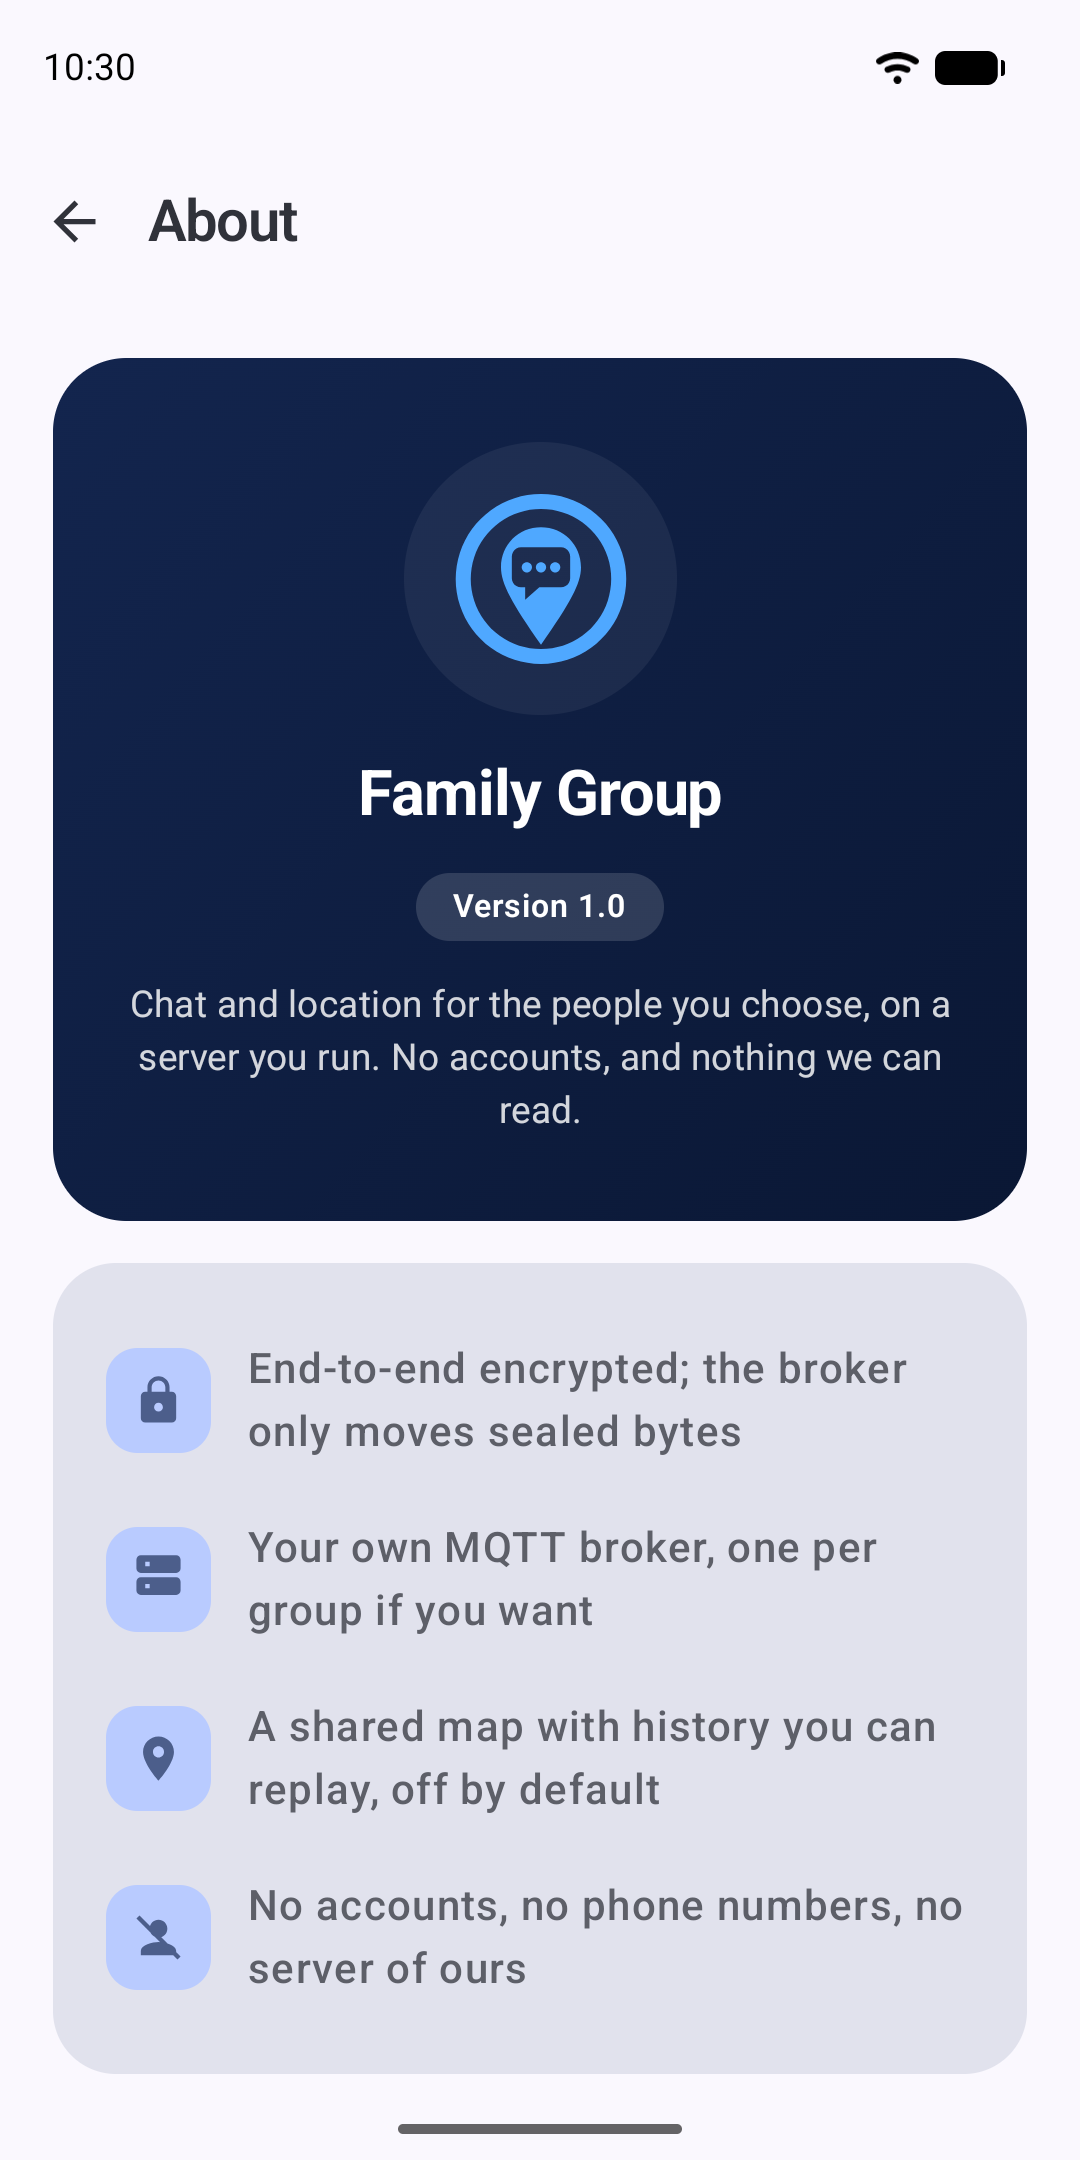 10:30
About
Family Group
Version 1.0
Chat and location for the people you choose, on a
server you run. No accounts, and nothing we can
read.
End-to-end encrypted; the broker
only moves sealed bytes
Your own MQTT broker, one per
group if you want
A shared map with history you can
replay, off by default
No accounts, no phone numbers, no
server of ours